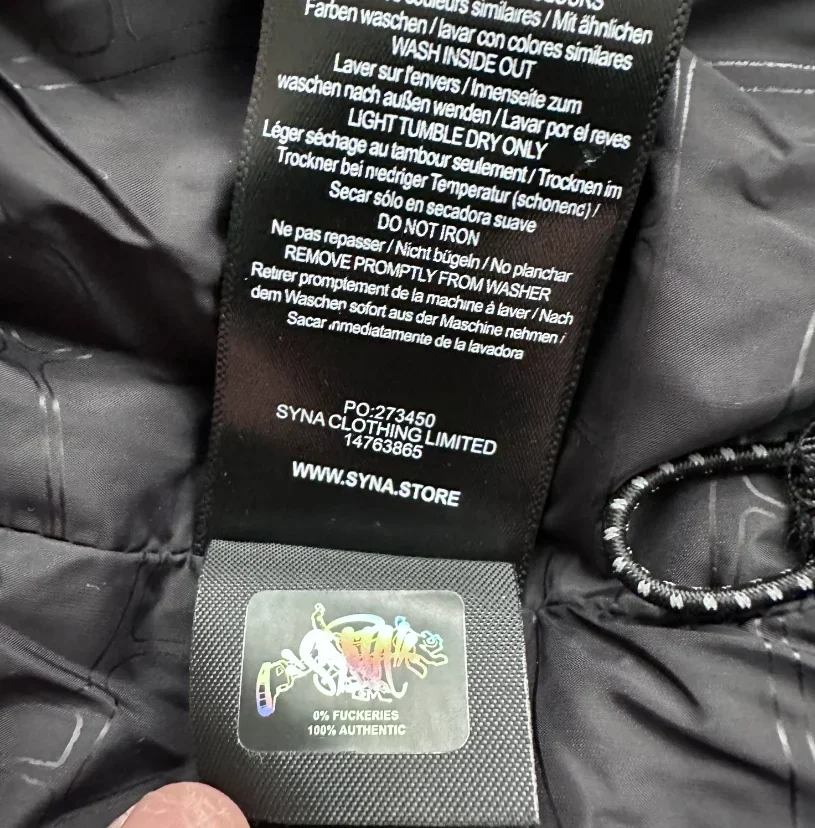 couleurs similaires / Mit ähnlichen
Farben waschen / lavar con colores similares
WASH INSIDE OUT
Laver sur l'envers / Innenseite zum
waschen nach außen wenden / Lavar por el reves
LIGHT TUMBLE DRY ONLY
Léger séchage au tambour seulement / Trocknen im
Trockner bei niedriger Temperatur (schonend) /
Secar sólo en secadora suave
DO NOT IRON
Ne pas repasser / Nicht bügeln / No planchar
REMOVE PROMPTLY FROM WASHER
Retirer promptement de la machine à laver / Nach
dem Waschen sofort aus der Maschine nehmen /
Sacar inmediatamente de la lavadora
PO:273450
SYNA CLOTHING LIMITED
14763865
WWW.SYNA.STORE
0% FUCKERIES
100% AUTHENTIC